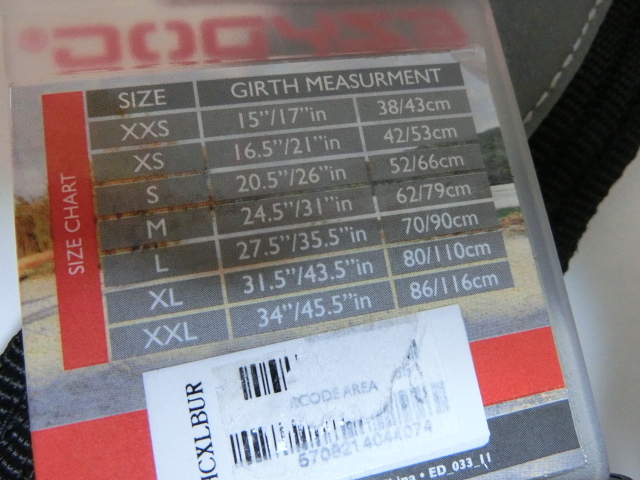 EZYDOG
SIZE GIRTH MEASURMENT
XXS 15"/17"in 38/43cm
XS 16.5"/21"in 42/53cm
S 20.5"/26"in 52/66cm
M 24.5"/31"in 62/79cm
L 27.5"/35.5"in 70/90cm
XL 31.5"/43.5"in 80/110cm
XXL 34"/45.5"in 86/116cm
SIZE CHART
HCXLBUR
CODE AREA
• ED_033_11